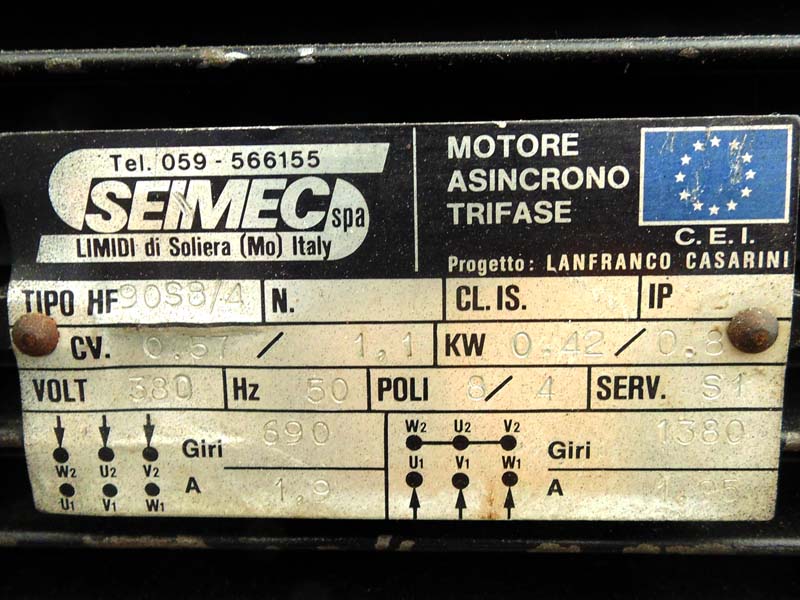 Tel. 059 - 566155
SEIMEC spa
LIMIDI di Soliera (Mo) Italy
MOTORE
ASINCRONO
TRIFASE
C.E.I.
Progetto: LANFRANCO CASARINI
TIPO HF 90S8/4 N. CL. IS. IP
CV. 0.57 / 1,1 KW 0.42 / 0.8
VOLT 380 Hz 50 POLI 8 / 4 SERV. S1
W2 U2 V2 Giri 690
U1 V1 W1 A 1,9
W2 U2 V2 Giri 1380
U1 V1 W1 A 1,95